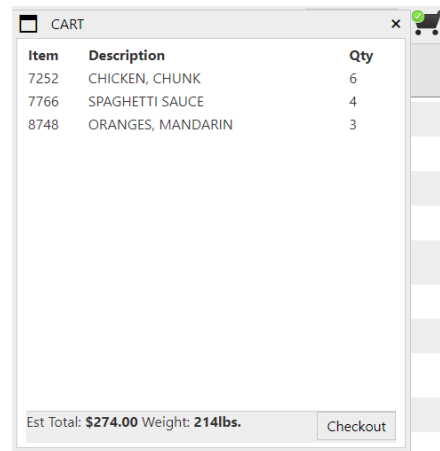 CART ×
Item Description Qty
7252 CHICKEN, CHUNK 6
7766 SPAGHETTI SAUCE 4
8748 ORANGES, MANDARIN 3
Est Total: $274.00 Weight: 214lbs. Checkout